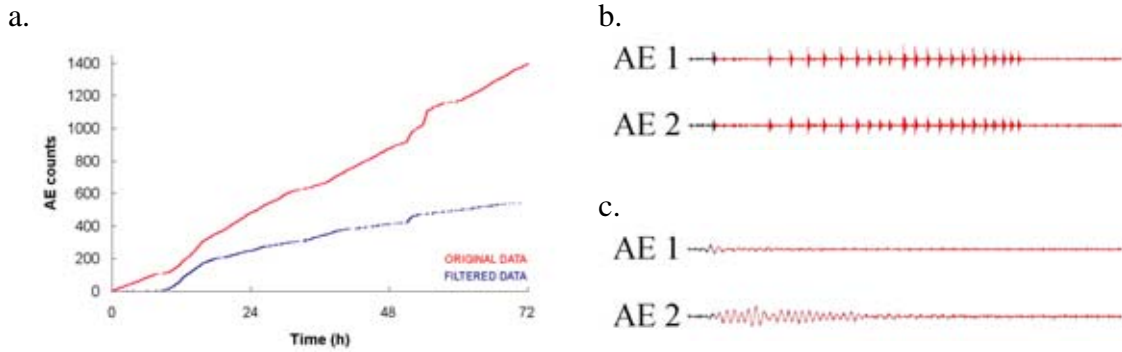 a.
1400
1200
1000
800
600
400
200
0
AE counts
ORIGINAL DATA
FILTERED DATA
0 24 48 72
Time (h)
b.
AE 1
AE 2
c.
AE 1
AE 2